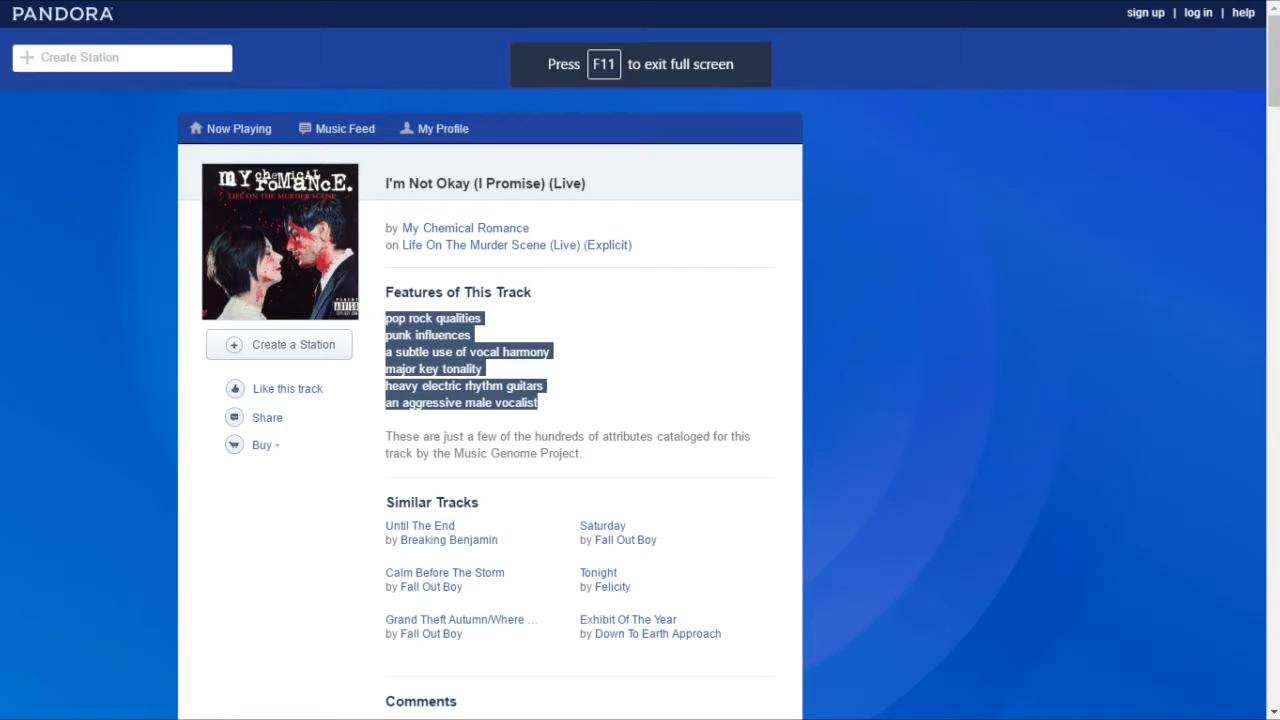 PANDORA
sign up | log in | help
Create Station
Press F11 to exit full screen
Now Playing
Music Feed
My Profile
MY CHEMICAL ROMANCE.
LIFE ON THE MURDER SCENE
I'm Not Okay (I Promise) (Live)
by My Chemical Romance
on Life On The Murder Scene (Live) (Explicit)
Features of This Track
pop rock qualities
punk influences
a subtle use of vocal harmony
major key tonality
heavy electric rhythm guitars
an aggressive male vocalist
Create a Station
Like this track
Share
Buy
These are just a few of the hundreds of attributes cataloged for this
track by the Music Genome Project.
Similar Tracks
Until The End
by Breaking Benjamin
Saturday
by Fall Out Boy
Calm Before The Storm
by Fall Out Boy
Tonight
by Felicity
Grand Theft Autumn/Where ...
by Fall Out Boy
Exhibit Of The Year
by Down To Earth Approach
Comments